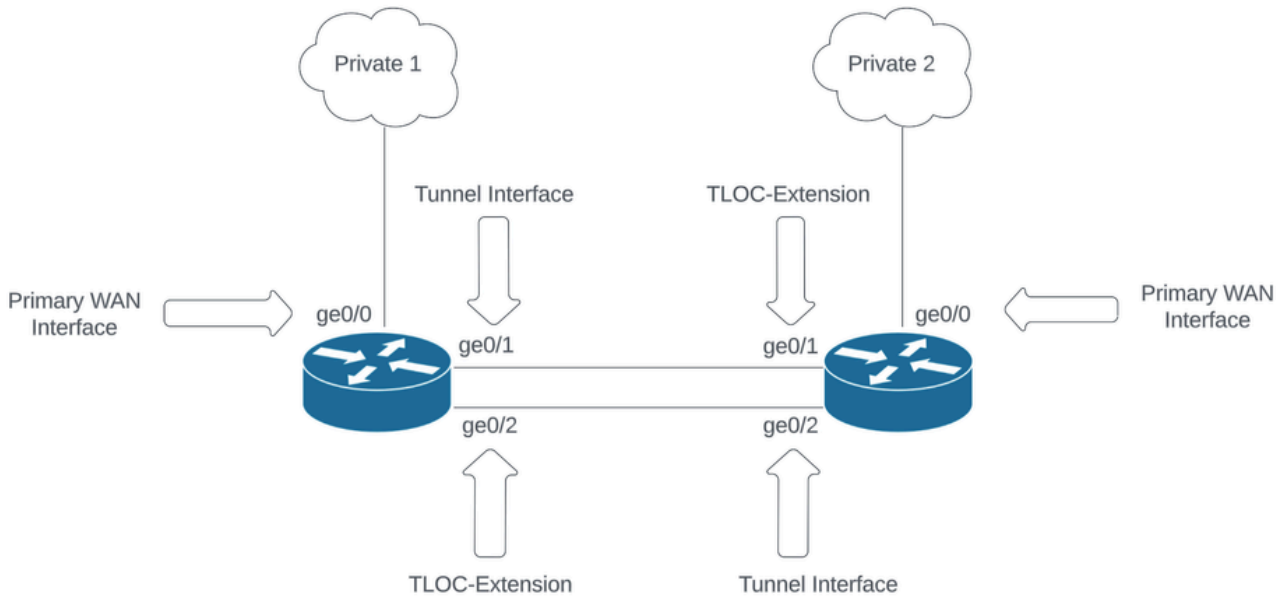 Private 1
Private 2
Tunnel Interface
TLOC-Extension
Primary WAN
Interface
ge0/0
ge0/0
Primary WAN
Interface
ge0/1
ge0/1
ge0/2
ge0/2
TLOC-Extension
Tunnel Interface